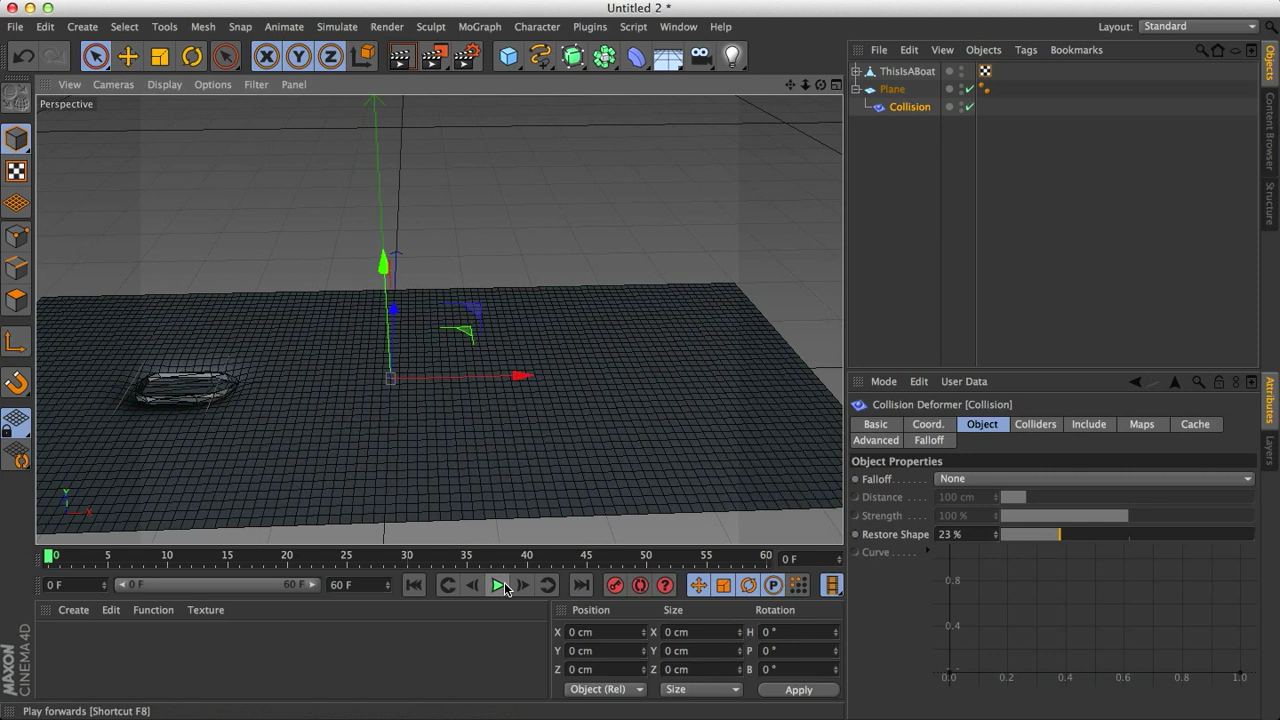 Untitled 2 *
File Edit Create Select Tools Mesh Snap Animate Simulate Render Sculpt MoGraph Character Plugins Script Window Help
Layout: Standard
File Edit View Objects Tags Bookmarks
View Cameras Display Options Filter Panel
Perspective
ThisIsABoat
Plane
Collision
Objects
Content Browser
Structure
Mode Edit User Data
Collision Deformer [Collision]
Basic Coord. Object Colliders Include Maps Cache
Advanced Falloff
Object Properties
Falloff None
Distance 100 cm
Strength 100 %
Restore Shape 23 %
Curve
0.8
0.4
0.0 0.2 0.4 0.6 0.8 1.0
Attributes
Layers
Y
X
0 5 10 15 20 25 30 35 40 45 50 55 60 0 F
0 F 0 F 60 F 60 F
Create Edit Function Texture
Position Size Rotation
X 0 cm X 0 cm H 0 °
Y 0 cm Y 0 cm P 0 °
Z 0 cm Z 0 cm B 0 °
Object (Rel) Size Apply
MAXON CINEMA 4D
Play forwards [Shortcut F8]